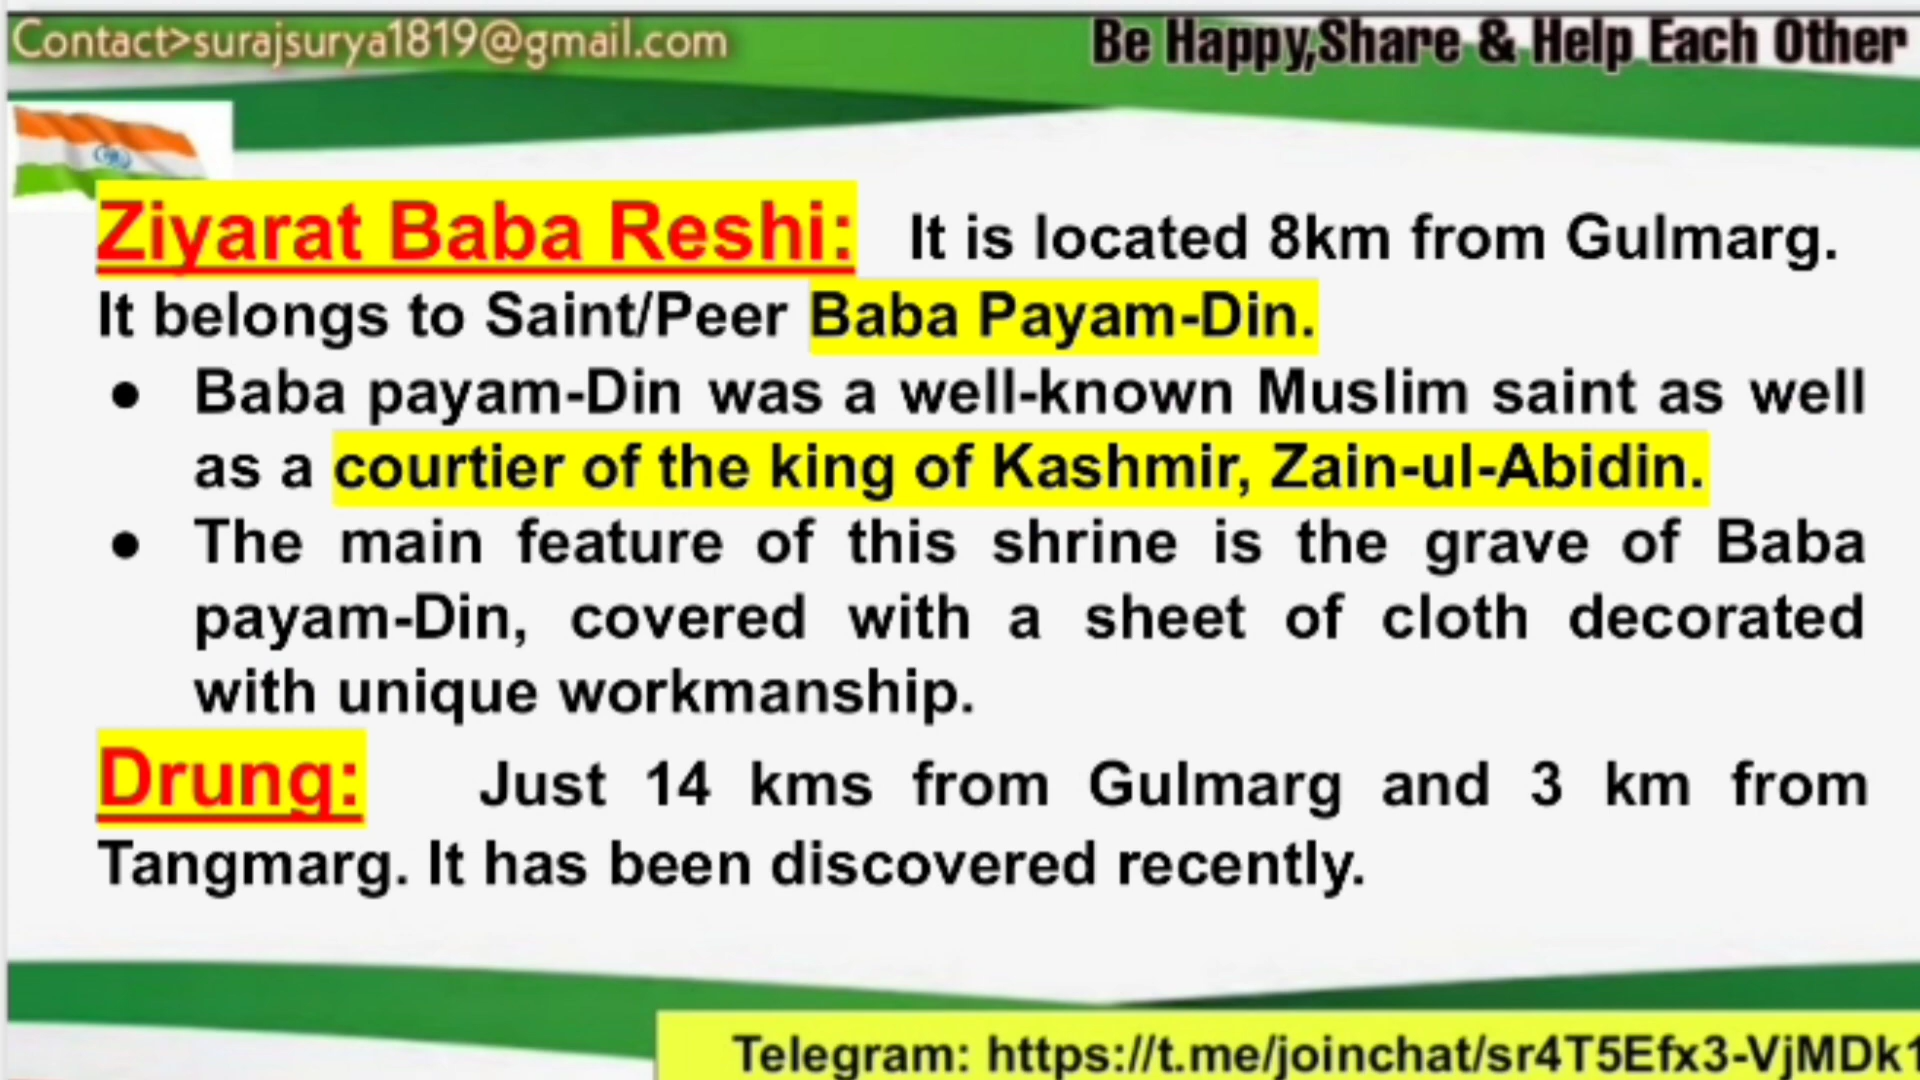 Contact>surajsurya1819@gmail.com
Be Happy,Share & Help Each Other
Ziyarat Baba Reshi: It is located 8km from Gulmarg.
It belongs to Saint/Peer Baba Payam-Din.
● Baba payam-Din was a well-known Muslim saint as well
as a courtier of the king of Kashmir, Zain-ul-Abidin.
● The main feature of this shrine is the grave of Baba
payam-Din, covered with a sheet of cloth decorated
with unique workmanship.
Drung: Just 14 kms from Gulmarg and 3 km from
Tangmarg. It has been discovered recently.
Telegram: https://t.me/joinchat/sr4T5Efx3-VjMDk1